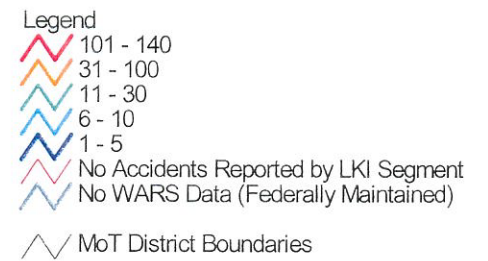 Legend
101 - 140
31 - 100
11 - 30
6 - 10
1 - 5
No Accidents Reported by LKI Segment
No WARS Data (Federally Maintained)
MoT District Boundaries